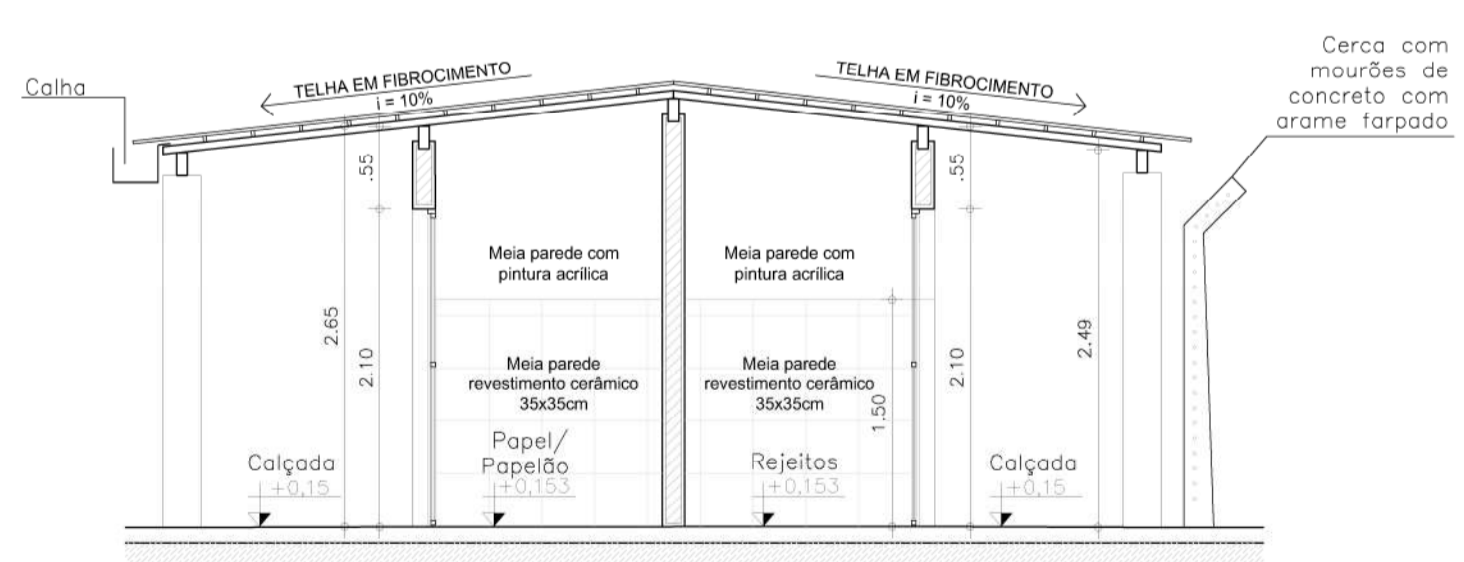 Cerca com
mourões de
concreto com
arame farpado
Calha
TELHA EM FIBROCIMENTO
i = 10%
TELHA EM FIBROCIMENTO
i = 10%
.55
.55
Meia parede com
pintura acrílica
Meia parede com
pintura acrílica
2.65
2.10
2.10
2.49
Meia parede
revestimento cerâmico
35x35cm
Meia parede
revestimento cerâmico
35x35cm
1.50
Calçada
+0,15
Papel/
Papelão
+0,153
Rejeitos
+0,153
Calçada
+0,15